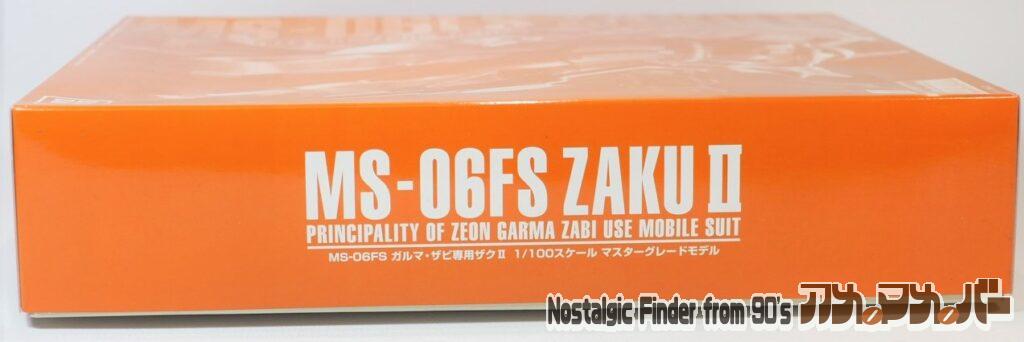 MS-06FS ZAKU II
PRINCIPALITY OF ZEON GARMA ZABI USE MOBILE SUIT
MS-06FS ガルマ・ザビ専用ザクII 1/100スケール マスターグレードモデル
Nostalgic Finder from 90's